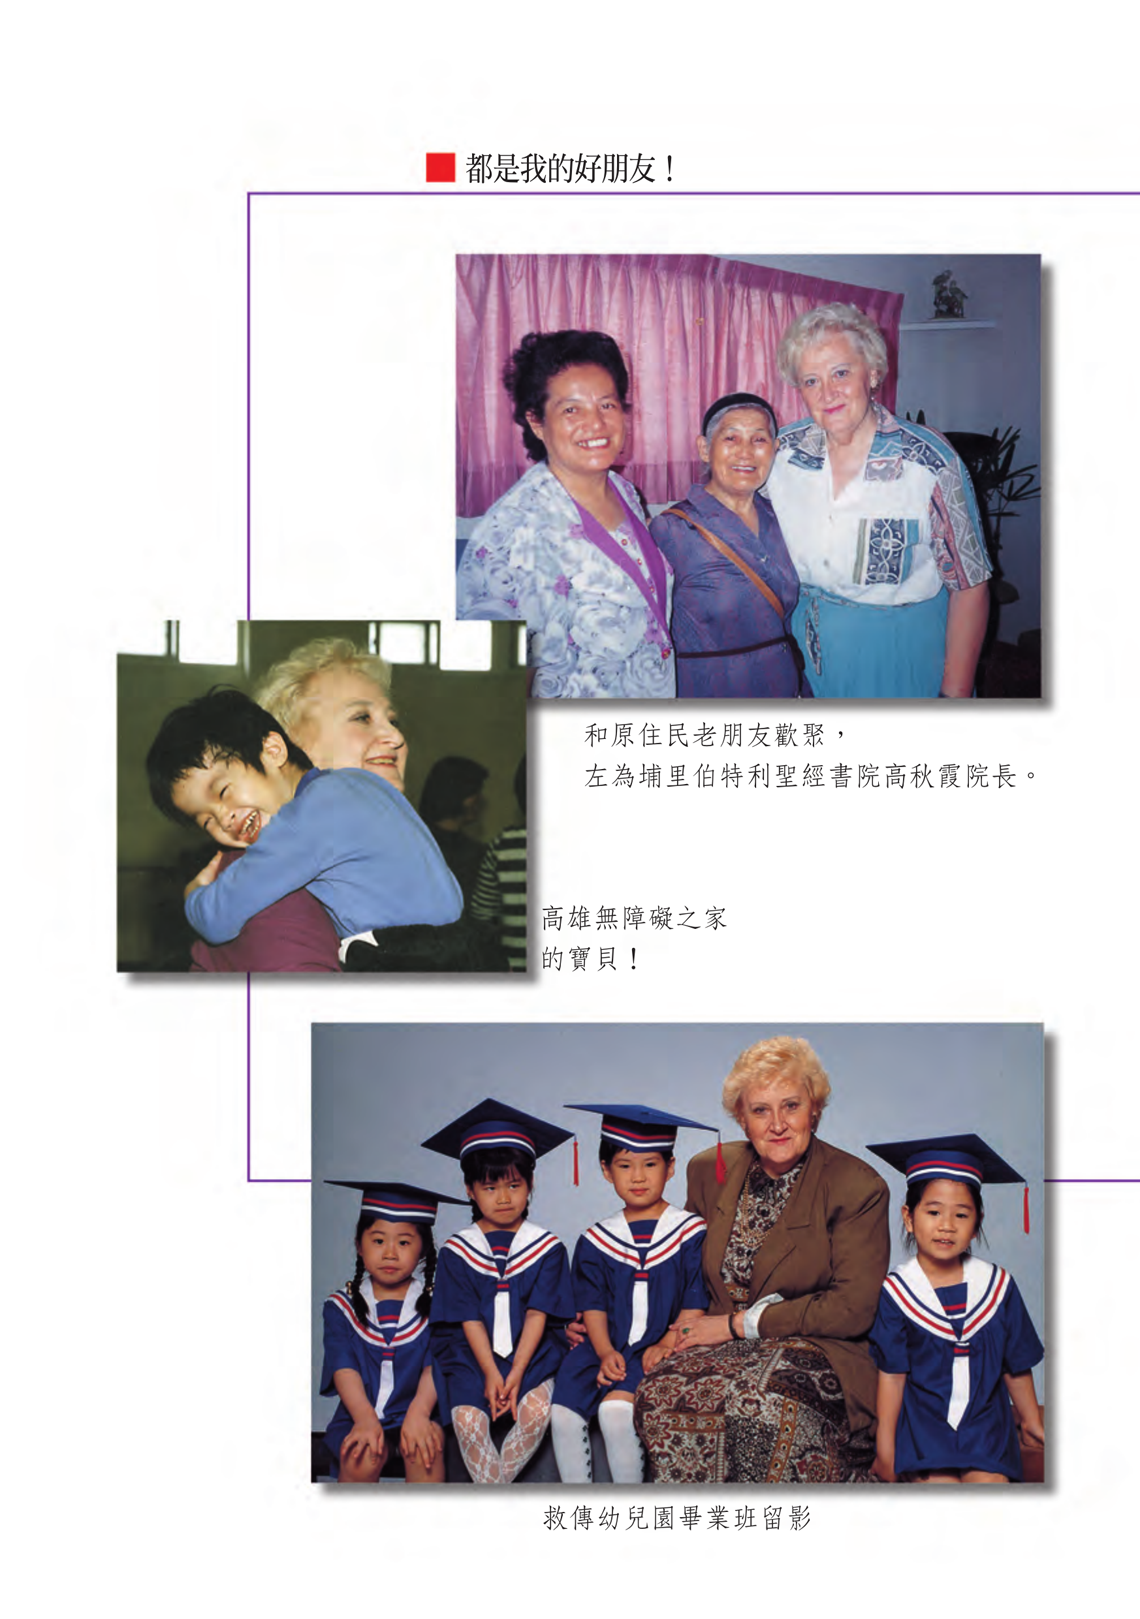 都是我的好朋友！
和原住民老朋友歡聚，
左為埔里伯特利聖經書院高秋霞院長。
高雄無障礙之家
的寶貝！
救傳幼兒園畢業班留影